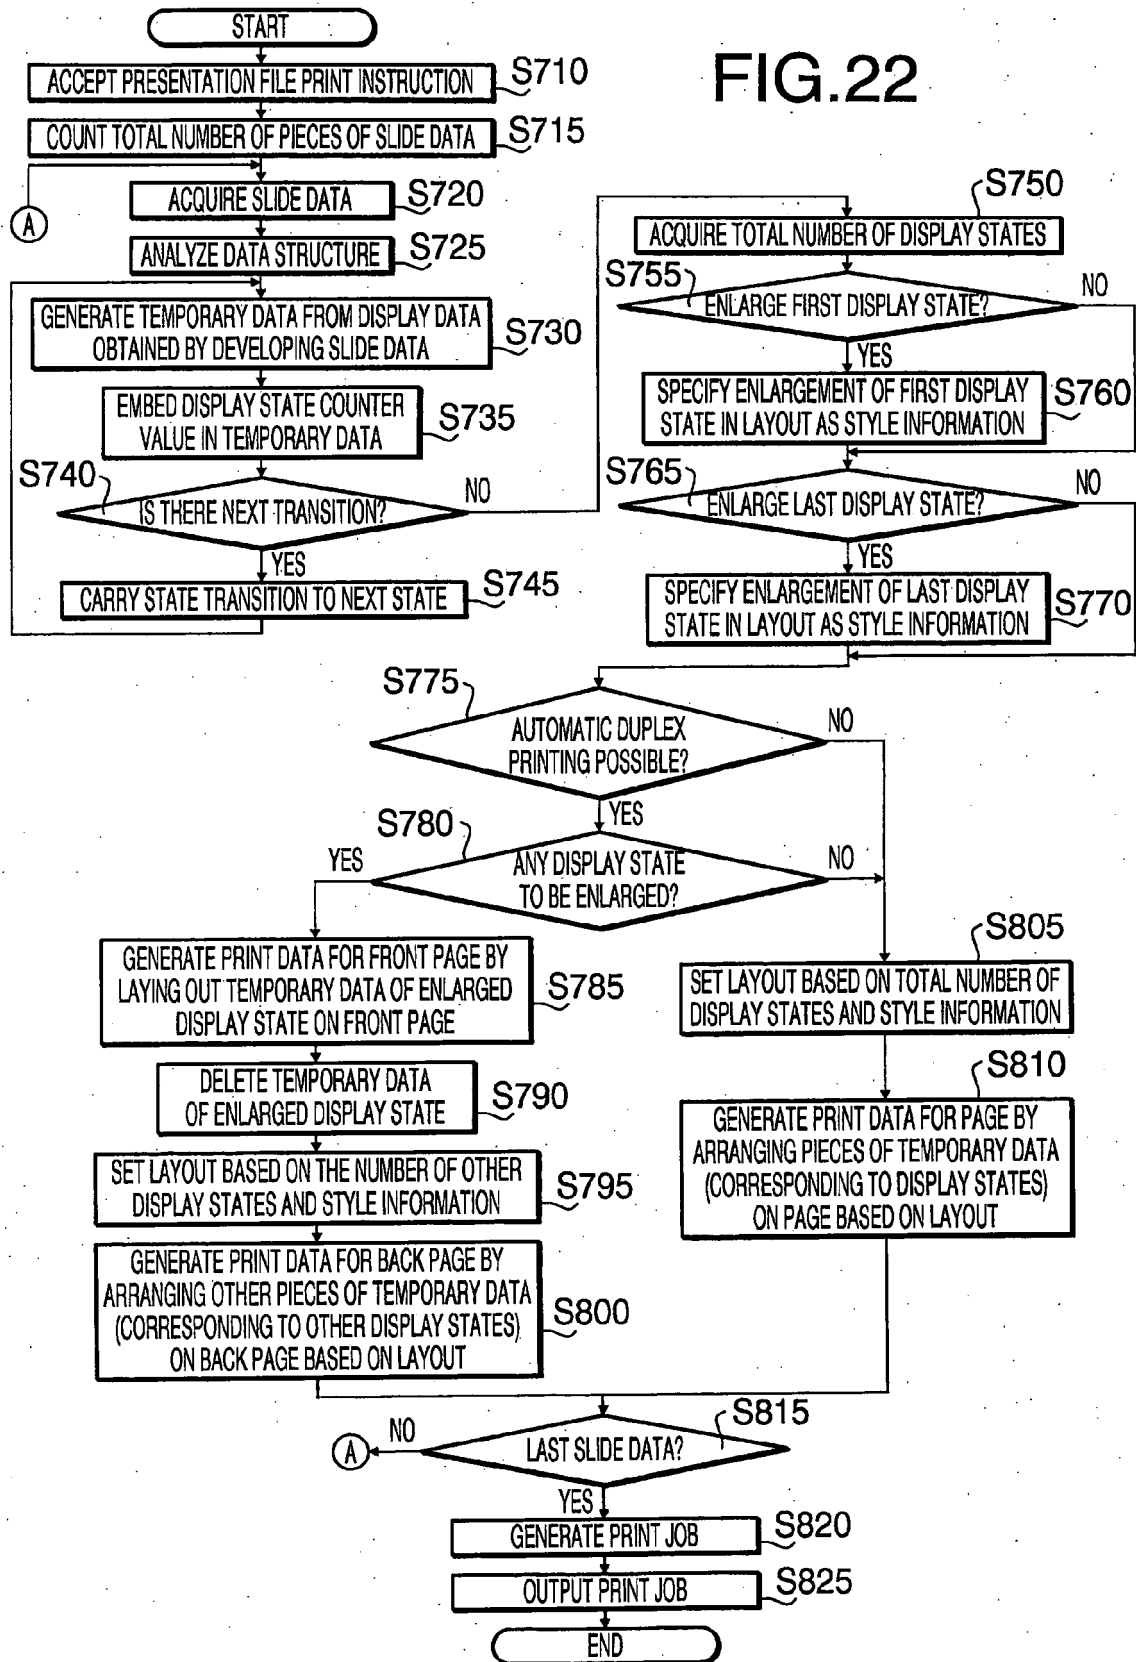 FIG.22
START
ACCEPT PRESENTATION FILE PRINT INSTRUCTION
S710
COUNT TOTAL NUMBER OF PIECES OF SLIDE DATA
S715
A
ACQUIRE SLIDE DATA
S720
ANALYZE DATA STRUCTURE
S725
GENERATE TEMPORARY DATA FROM DISPLAY DATA
OBTAINED BY DEVELOPING SLIDE DATA
S730
EMBED DISPLAY STATE COUNTER
VALUE IN TEMPORARY DATA
S735
S740
IS THERE NEXT TRANSITION?
NO
YES
CARRY STATE TRANSITION TO NEXT STATE
S745
S750
ACQUIRE TOTAL NUMBER OF DISPLAY STATES
S755
ENLARGE FIRST DISPLAY STATE?
NO
YES
SPECIFY ENLARGEMENT OF FIRST DISPLAY
STATE IN LAYOUT AS STYLE INFORMATION
S760
S765
ENLARGE LAST DISPLAY STATE?
NO
YES
SPECIFY ENLARGEMENT OF LAST DISPLAY
STATE IN LAYOUT AS STYLE INFORMATION
S770
S775
AUTOMATIC DUPLEX
PRINTING POSSIBLE?
NO
YES
S780
ANY DISPLAY STATE
TO BE ENLARGED?
YES
NO
GENERATE PRINT DATA FOR FRONT PAGE BY
LAYING OUT TEMPORARY DATA OF ENLARGED
DISPLAY STATE ON FRONT PAGE
S785
DELETE TEMPORARY DATA
OF ENLARGED DISPLAY STATE
S790
SET LAYOUT BASED ON THE NUMBER OF OTHER
DISPLAY STATES AND STYLE INFORMATION
S795
GENERATE PRINT DATA FOR BACK PAGE BY
ARRANGING OTHER PIECES OF TEMPORARY DATA
(CORRESPONDING TO OTHER DISPLAY STATES)
ON BACK PAGE BASED ON LAYOUT
S800
S805
SET LAYOUT BASED ON TOTAL NUMBER OF
DISPLAY STATES AND STYLE INFORMATION
S810
GENERATE PRINT DATA FOR PAGE BY
ARRANGING PIECES OF TEMPORARY DATA
(CORRESPONDING TO DISPLAY STATES)
ON PAGE BASED ON LAYOUT
S815
LAST SLIDE DATA?
NO
A
YES
GENERATE PRINT JOB
S820
OUTPUT PRINT JOB
S825
END